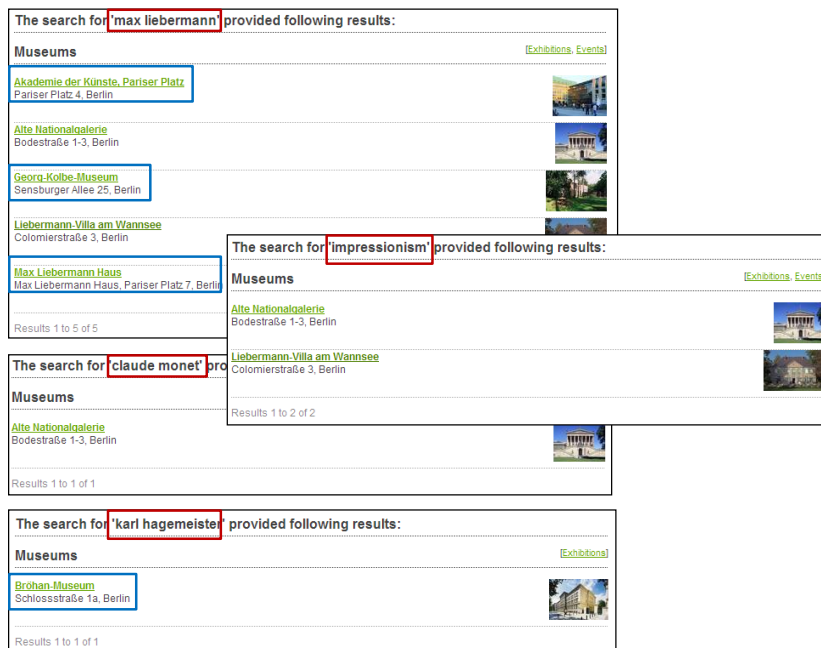 The search for 'max liebermann' provided following results:
Museums
[Exhibitions, Events]
Akademie der Künste, Pariser Platz
Pariser Platz 4, Berlin
Alte Nationalgalerie
Bodestraße 1-3, Berlin
Georg-Kolbe-Museum
Sensburger Allee 25, Berlin
Liebermann-Villa am Wannsee
Colomierstraße 3, Berlin
Max Liebermann Haus
Max Liebermann Haus, Pariser Platz 7, Berlin
Results 1 to 5 of 5
The search for 'impressionism' provided following results:
Museums
[Exhibitions, Events
Alte Nationalgalerie
Bodestraße 1-3, Berlin
Liebermann-Villa am Wannsee
Colomierstraße 3, Berlin
Results 1 to 2 of 2
The search for 'claude monet' pro
Museums
Alte Nationalgalerie
Bodestraße 1-3, Berlin
Results 1 to 1 of 1
The search for 'karl hagemeister' provided following results:
Museums
[Exhibitions]
Bröhan-Museum
Schlossstraße 1a, Berlin
Results 1 to 1 of 1